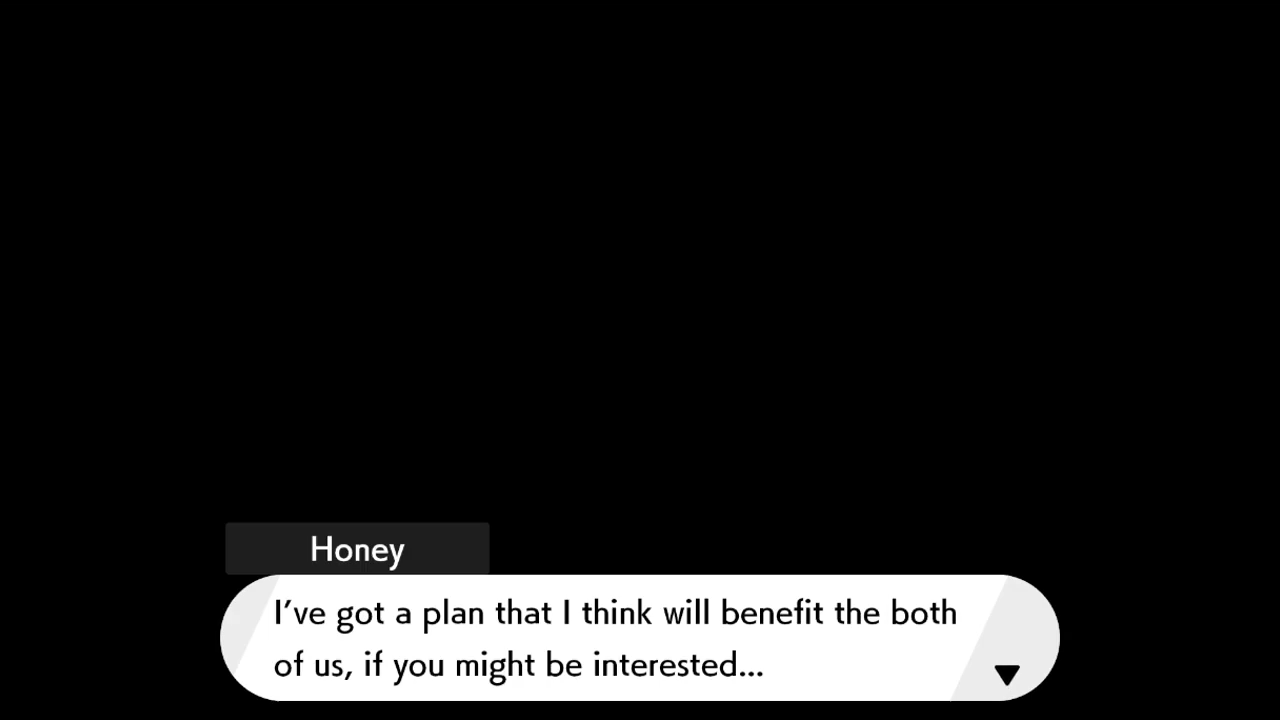 Honey
I've got a plan that I think will benefit the both
of us, if you might be interested...